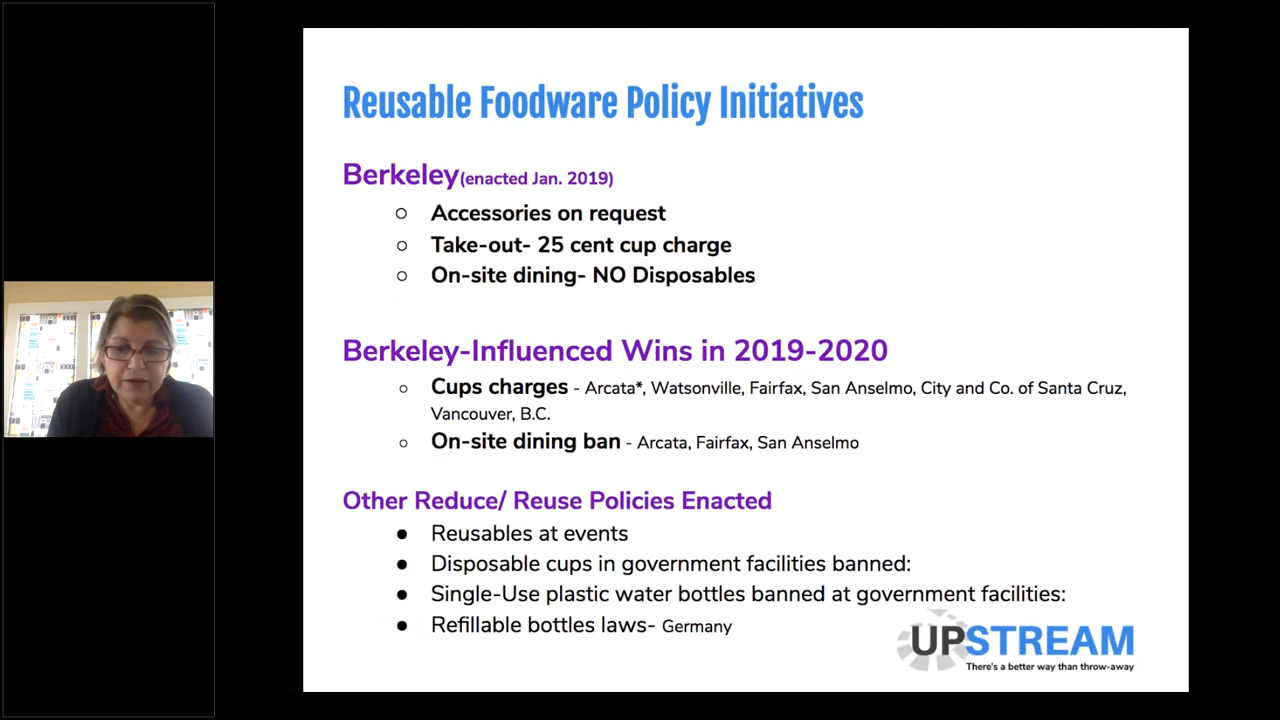 Reusable Foodware Policy Initiatives
Berkeley(enacted Jan. 2019)
○ Accessories on request
○ Take-out- 25 cent cup charge
○ On-site dining- NO Disposables
Berkeley-Influenced Wins in 2019-2020
○ Cups charges - Arcata*, Watsonville, Fairfax, San Anselmo, City and Co. of Santa Cruz,
Vancouver, B.C.
○ On-site dining ban - Arcata, Fairfax, San Anselmo
Other Reduce/ Reuse Policies Enacted
● Reusables at events
● Disposable cups in government facilities banned:
● Single-Use plastic water bottles banned at government facilities:
● Refillable bottles laws- Germany
UPSTREAM
There's a better way than throw-away